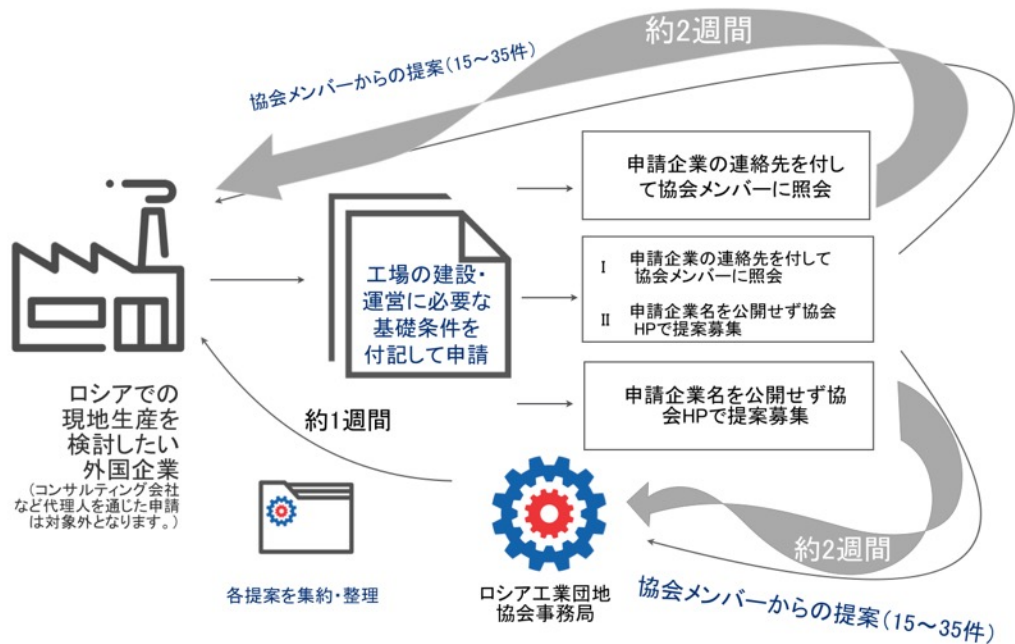 約2週間
協会メンバーからの提案（15～35件）
申請企業の連絡先を付し
て協会メンバーに照会
工場の建設・
運営に必要な
基礎条件を
付記して申請
Ⅰ 申請企業の連絡先を付して
協会メンバーに照会
Ⅱ 申請企業名を公開せず協会
HPで提案募集
申請企業名を公開せず協
会HPで提案募集
ロシアでの
現地生産を
検討したい
外国企業
（コンサルティング会社
など代理人を通じた申請
は対象外となります。）
約1週間
各提案を集約・整理
ロシア工業団地
協会事務局
約2週間
協会メンバーからの提案（15～35件）